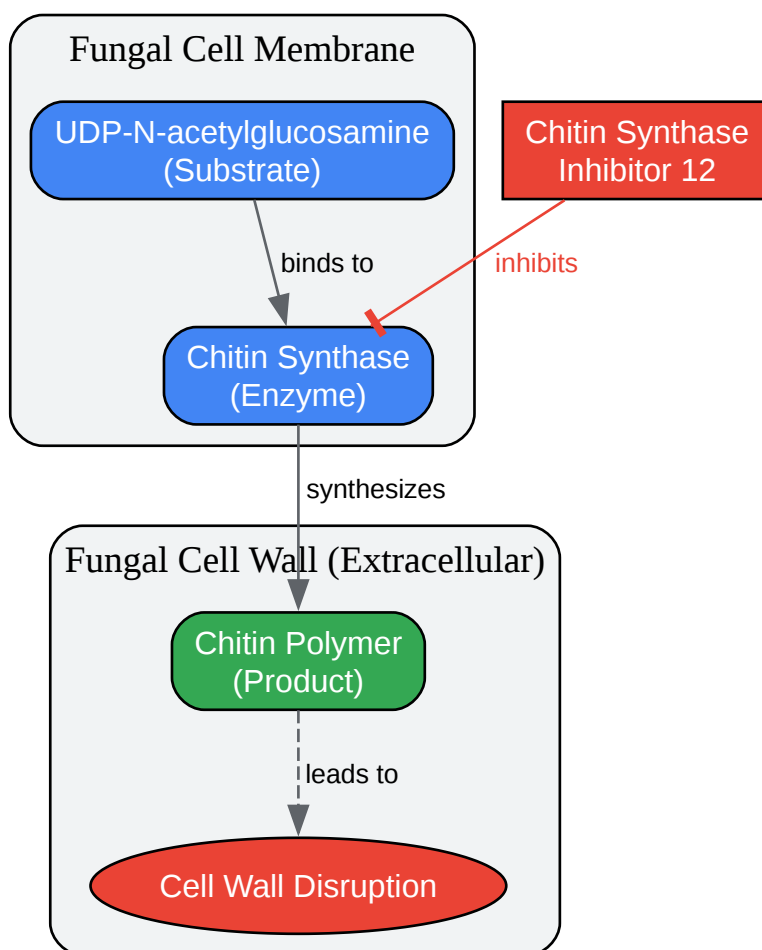 Fungal Cell Membrane
UDP-N-acetylglucosamine
(Substrate)
Chitin Synthase
Inhibitor 12
binds to
inhibits
Chitin Synthase
(Enzyme)
synthesizes
Fungal Cell Wall (Extracellular)
Chitin Polymer
(Product)
leads to
Cell Wall Disruption